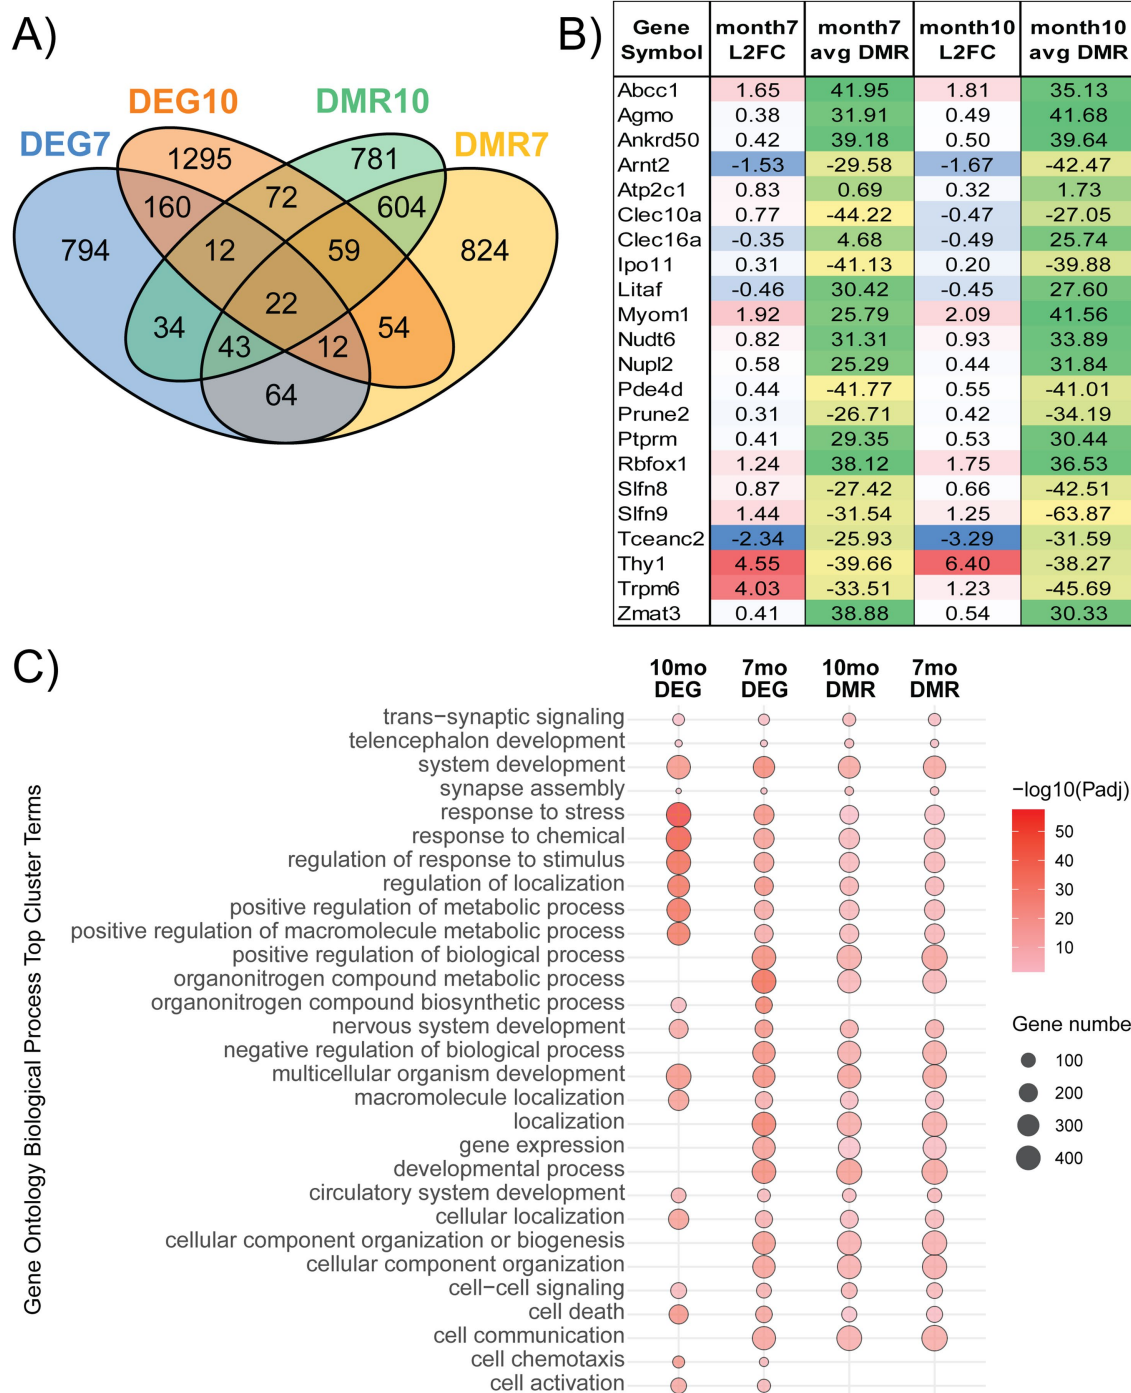 A)
DEG10
DMR10
DEG7
DMR7
1295
781
160
72
604
794
12
59
824
22
34
43
12
54
64
B)
Gene Symbol month7 L2FC month7 avg DMR month10 L2FC month10 avg DMR
Abcc1 1.65 41.95 1.81 35.13
Agmo 0.38 31.91 0.49 41.68
Ankrd50 0.42 39.18 0.50 39.64
Arnt2 -1.53 -29.58 -1.67 -42.47
Atp2c1 0.83 0.69 0.32 1.73
Clec10a 0.77 -44.22 -0.47 -27.05
Clec16a -0.35 4.68 -0.49 25.74
Ipo11 0.31 -41.13 0.20 -39.88
Litaf -0.46 30.42 -0.45 27.60
Myom1 1.92 25.79 2.09 41.56
Nudt6 0.82 31.31 0.93 33.89
Nupl2 0.58 25.29 0.44 31.84
Pde4d 0.44 -41.77 0.55 -41.01
Prune2 0.31 -26.71 0.42 -34.19
Ptprm 0.41 29.35 0.53 30.44
Rbfox1 1.24 38.12 1.75 36.53
Slfn8 0.87 -27.42 0.66 -42.51
Slfn9 1.44 -31.54 1.25 -63.87
Tceanc2 -2.34 -25.93 -3.29 -31.59
Thy1 4.55 -39.66 6.40 -38.27
Trpm6 4.03 -33.51 1.23 -45.69
Zmat3 0.41 38.88 0.54 30.33
C)
10mo DEG 7mo DEG 10mo DMR 7mo DMR
Gene Ontology Biological Process Top Cluster Terms
trans−synaptic signaling
telencephalon development
system development
synapse assembly
response to stress
response to chemical
regulation of response to stimulus
regulation of localization
positive regulation of metabolic process
positive regulation of macromolecule metabolic process
positive regulation of biological process
organonitrogen compound metabolic process
organonitrogen compound biosynthetic process
nervous system development
negative regulation of biological process
multicellular organism development
macromolecule localization
localization
gene expression
developmental process
circulatory system development
cellular localization
cellular component organization or biogenesis
cellular component organization
cell−cell signaling
cell death
cell communication
cell chemotaxis
cell activation
−log10(Padj)
50
40
30
20
10
Gene numbe
100
200
300
400